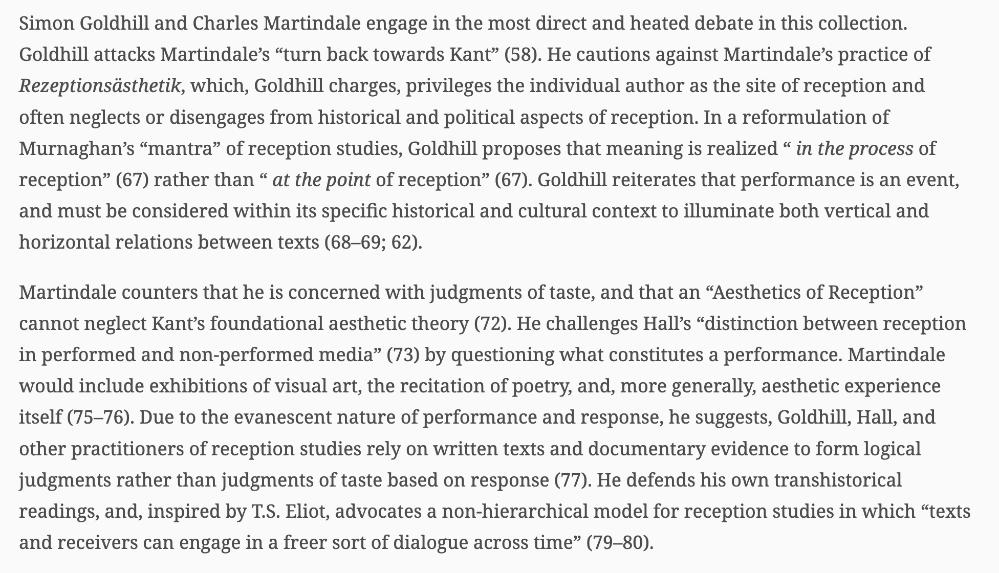 Simon Goldhill and Charles Martindale engage in the most direct and heated debate in this collection.
Goldhill attacks Martindale’s “turn back towards Kant” (58). He cautions against Martindale’s practice of
Rezeptionsästhetik, which, Goldhill charges, privileges the individual author as the site of reception and
often neglects or disengages from historical and political aspects of reception. In a reformulation of
Murnaghan’s “mantra” of reception studies, Goldhill proposes that meaning is realized “ in the process of
reception” (67) rather than “ at the point of reception” (67). Goldhill reiterates that performance is an event,
and must be considered within its specific historical and cultural context to illuminate both vertical and
horizontal relations between texts (68–69; 62).
Martindale counters that he is concerned with judgments of taste, and that an “Aesthetics of Reception”
cannot neglect Kant’s foundational aesthetic theory (72). He challenges Hall’s “distinction between reception
in performed and non-performed media” (73) by questioning what constitutes a performance. Martindale
would include exhibitions of visual art, the recitation of poetry, and, more generally, aesthetic experience
itself (75–76). Due to the evanescent nature of performance and response, he suggests, Goldhill, Hall, and
other practitioners of reception studies rely on written texts and documentary evidence to form logical
judgments rather than judgments of taste based on response (77). He defends his own transhistorical
readings, and, inspired by T.S. Eliot, advocates a non-hierarchical model for reception studies in which “texts
and receivers can engage in a freer sort of dialogue across time” (79–80).